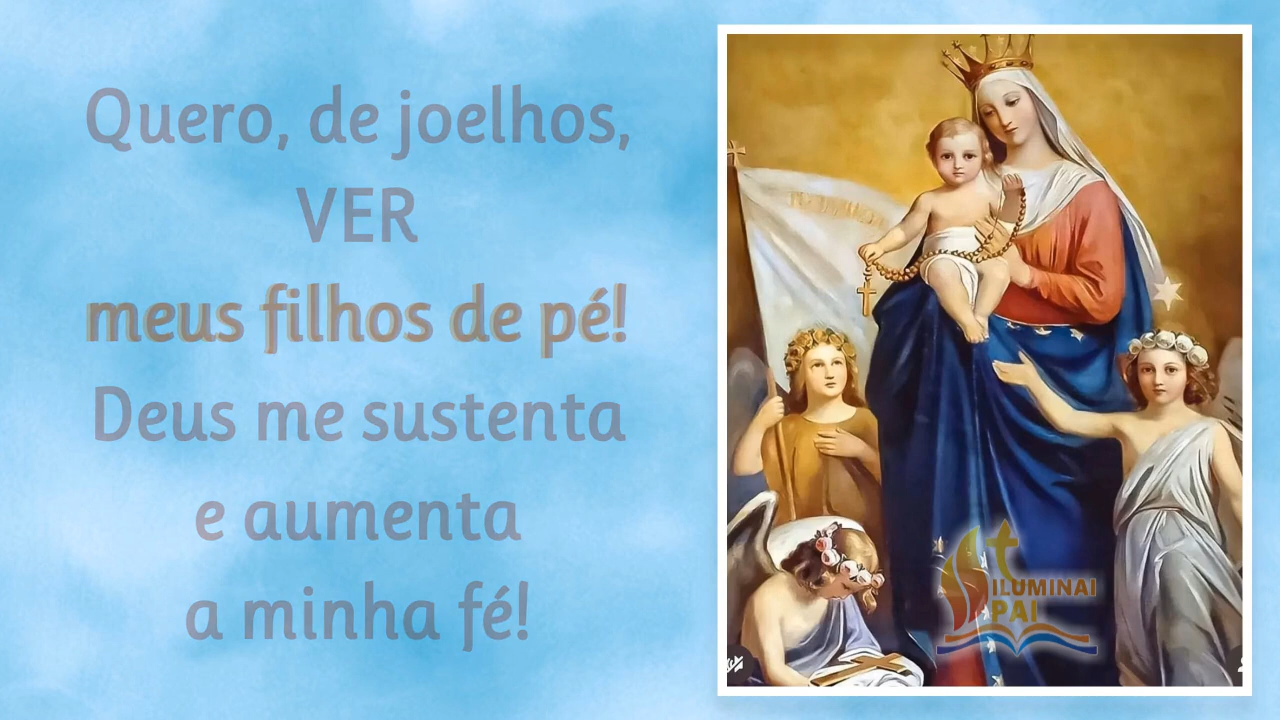 Quero, de joelhos,
VER
meus filhos de pé!
Deus me sustenta
e aumenta
a minha fé!
ILUMINAI
PAI